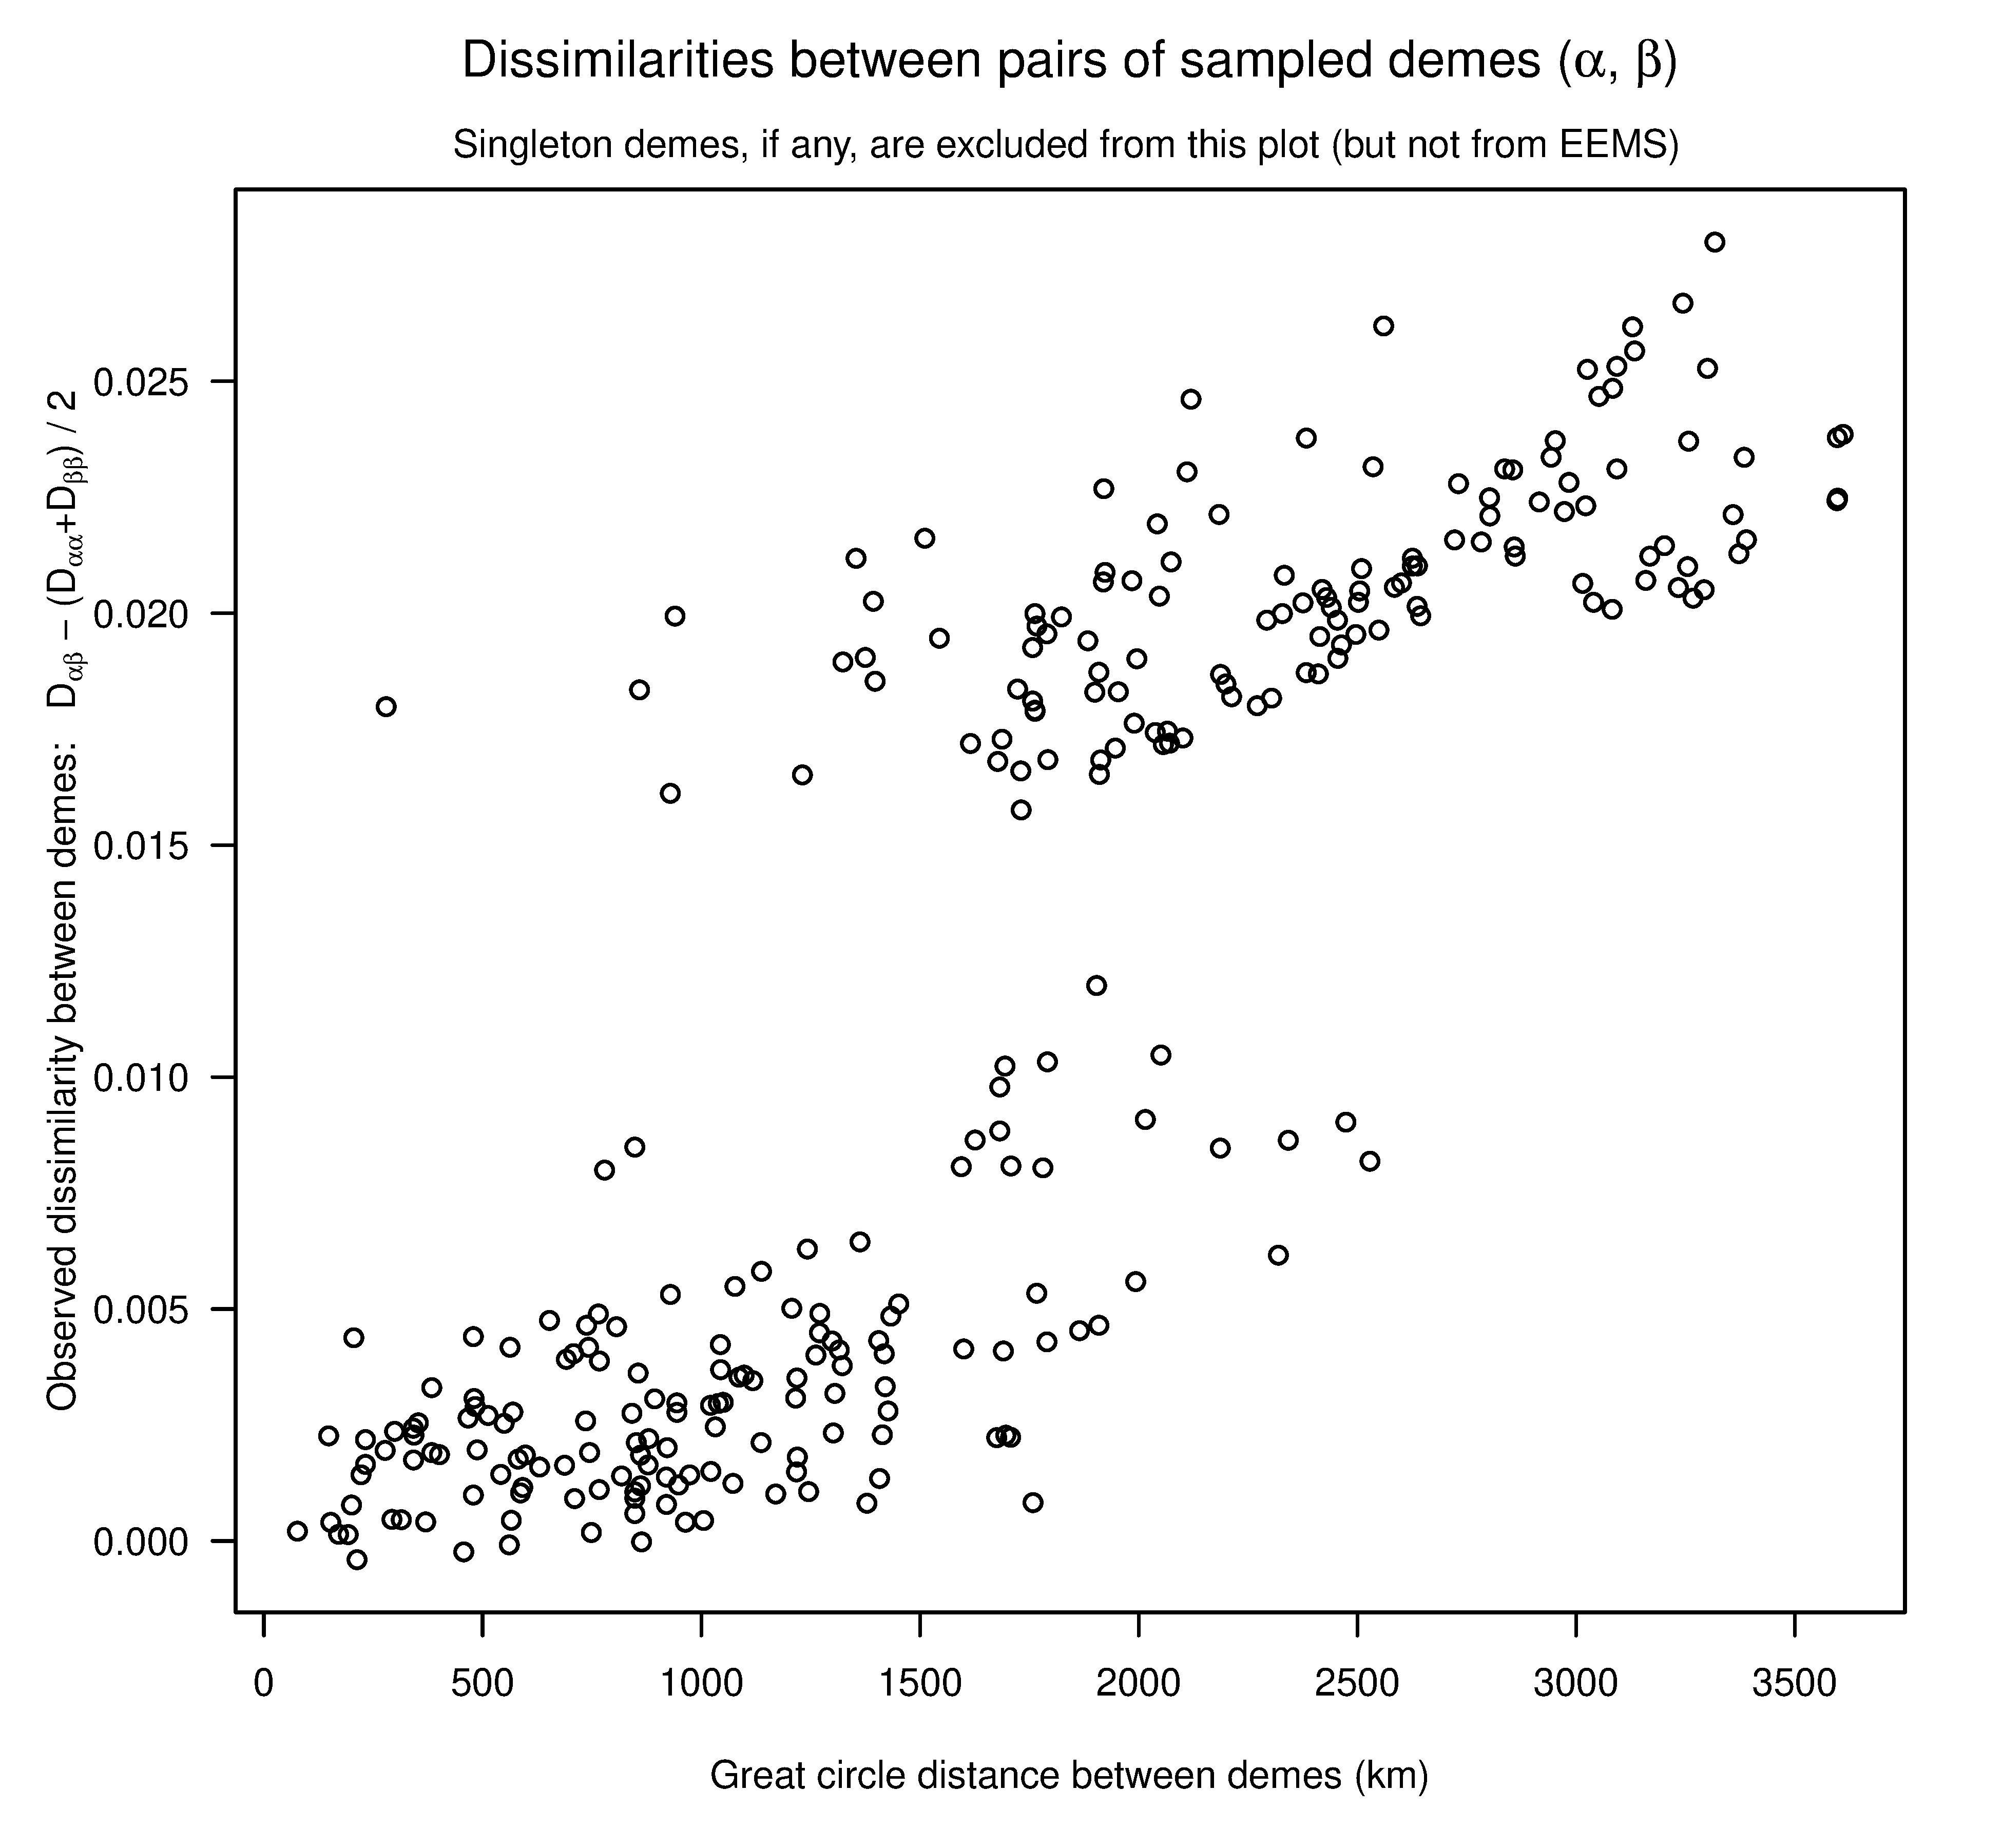 Dissimilarities between pairs of sampled demes (α, β)
Singleton demes, if any, are excluded from this plot (but not from EEMS)
Observed dissimilarity between demes: Dαβ − (Dαα+Dββ) / 2
0.025
0.020
0.015
0.010
0.005
0.000
0 500 1000 1500 2000 2500 3000 3500
Great circle distance between demes (km)